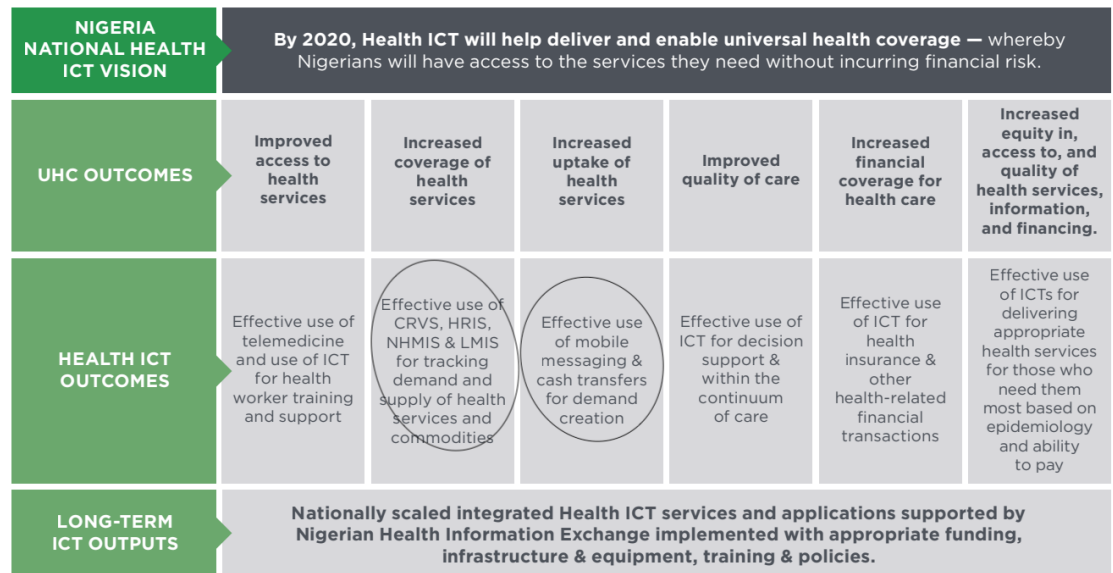 NIGERIA
NATIONAL HEALTH
ICT VISION
By 2020, Health ICT will help deliver and enable universal health coverage — whereby
Nigerians will have access to the services they need without incurring financial risk.
UHC OUTCOMES
Improved
access to
health
services
Increased
coverage of
health
services
Increased
uptake of
health
services
Improved
quality of care
Increased
financial
coverage for
health care
Increased
equity in,
access to, and
quality of
health services,
information,
and financing.
HEALTH ICT
OUTCOMES
Effective use of
telemedicine
and use of ICT
for health
worker training
and support
Effective use of
CRVS, HRIS,
NHMIS & LMIS
for tracking
demand and
supply of health
services and
commodities
Effective use
of mobile
messaging &
cash transfers
for demand
creation
Effective use of
ICT for decision
support &
within the
continuum
of care
Effective use
of ICT for
health
insurance &
other
health-related
financial
transactions
Effective use
of ICTs for
delivering
appropriate
health services
for those who
need them
most based on
epidemiology
and ability
to pay
LONG-TERM
ICT OUTPUTS
Nationally scaled integrated Health ICT services and applications supported by
Nigerian Health Information Exchange implemented with appropriate funding,
infrastructure & equipment, training & policies.